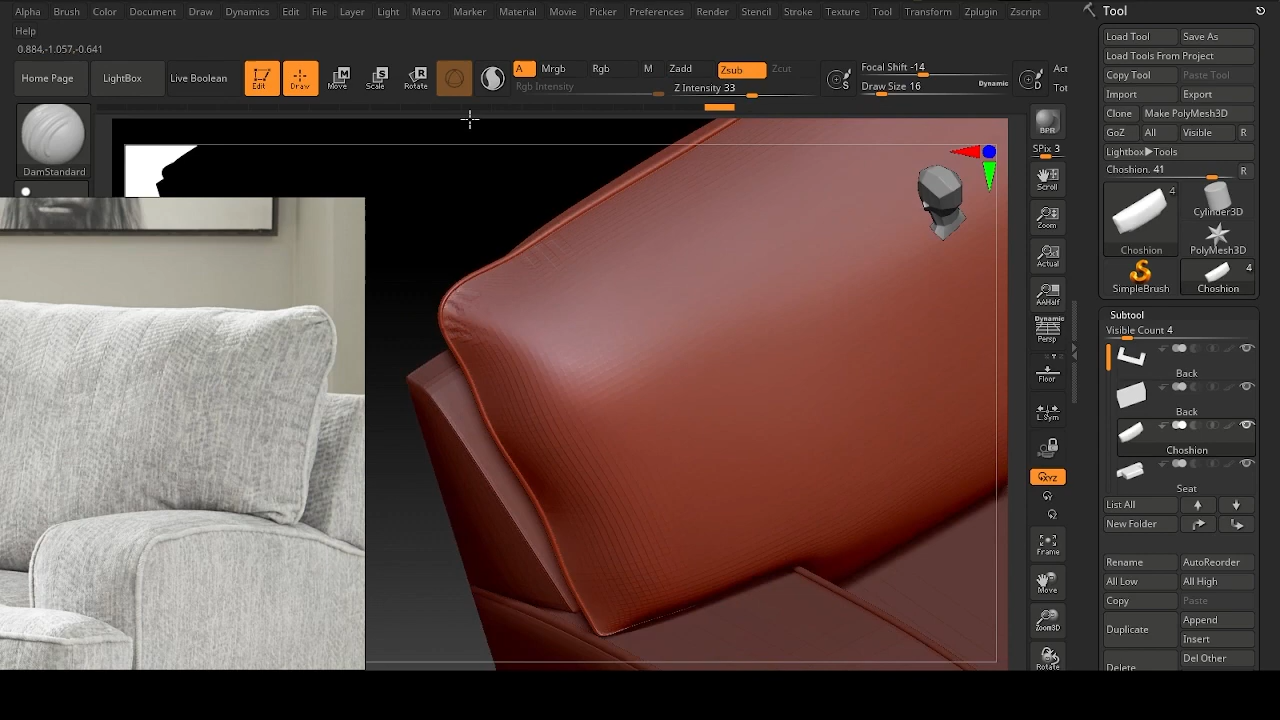 Alpha Brush Color Document Draw Dynamics Edit File Layer Light Macro Marker Material Movie Picker Preferences Render Stencil Stroke Texture Tool Transform Zplugin Zscript
Help
0.884,-1.057,-0.641
Home Page LightBox Live Boolean Edit Draw Move Scale Rotate A Mrgb Rgb M Zadd Zsub Zcut Focal Shift -14 Act
Rgb Intensity Z Intensity 33 Draw Size 16 Dynamic Tot
DamStandard
BPR
SPix 3
Scroll
Zoom
Actual
AAHalf
Dynamic
Persp
Floor
L.Sym
XYZ
Frame
Move
Zoom3D
Rotate
Tool
Load Tool Save As
Load Tools From Project
Copy Tool Paste Tool
Import Export
Clone Make PolyMesh3D
GoZ All Visible R
Lightbox▶Tools
Choshion. 41 R
4
Choshion Cylinder3D
PolyMesh3D
SimpleBrush Choshion 4
Subtool
Visible Count 4
Back
Back
Choshion
Seat
List All
New Folder
Rename AutoReorder
All Low All High
Copy Paste
Duplicate Append
Insert
Delete Del Other